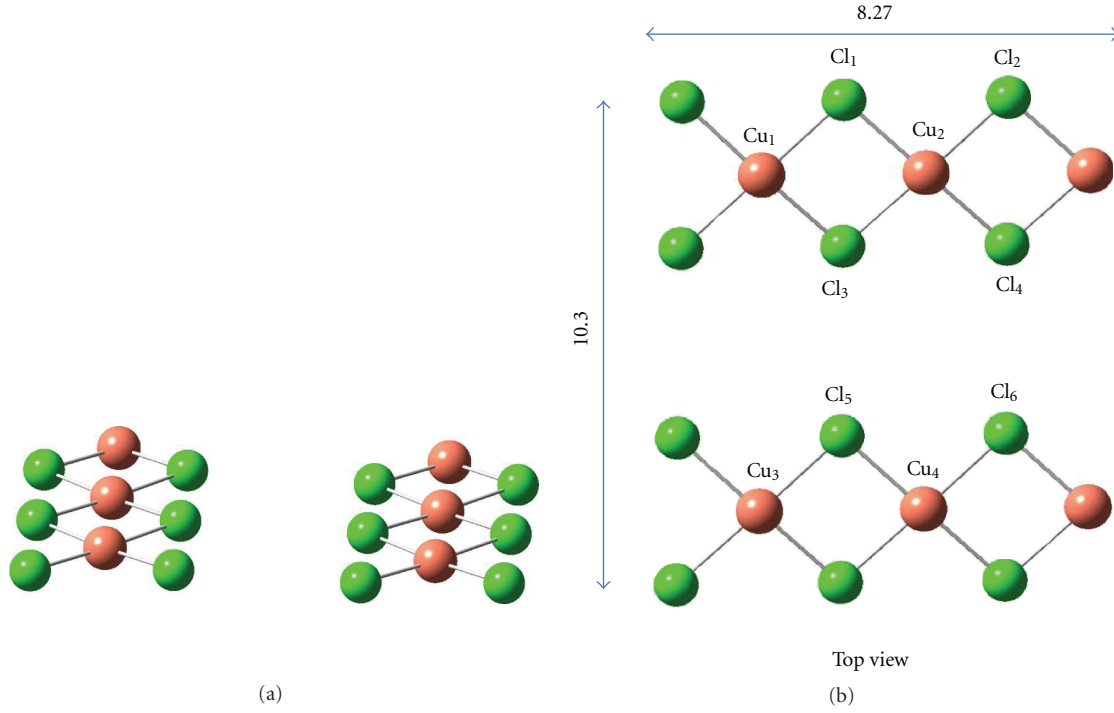 8.27
Cl₁
Cl₂
Cu₁
Cu₂
Cl₃
Cl₄
10.3
Cl₅
Cl₆
Cu₃
Cu₄
Top view
(a)
(b)